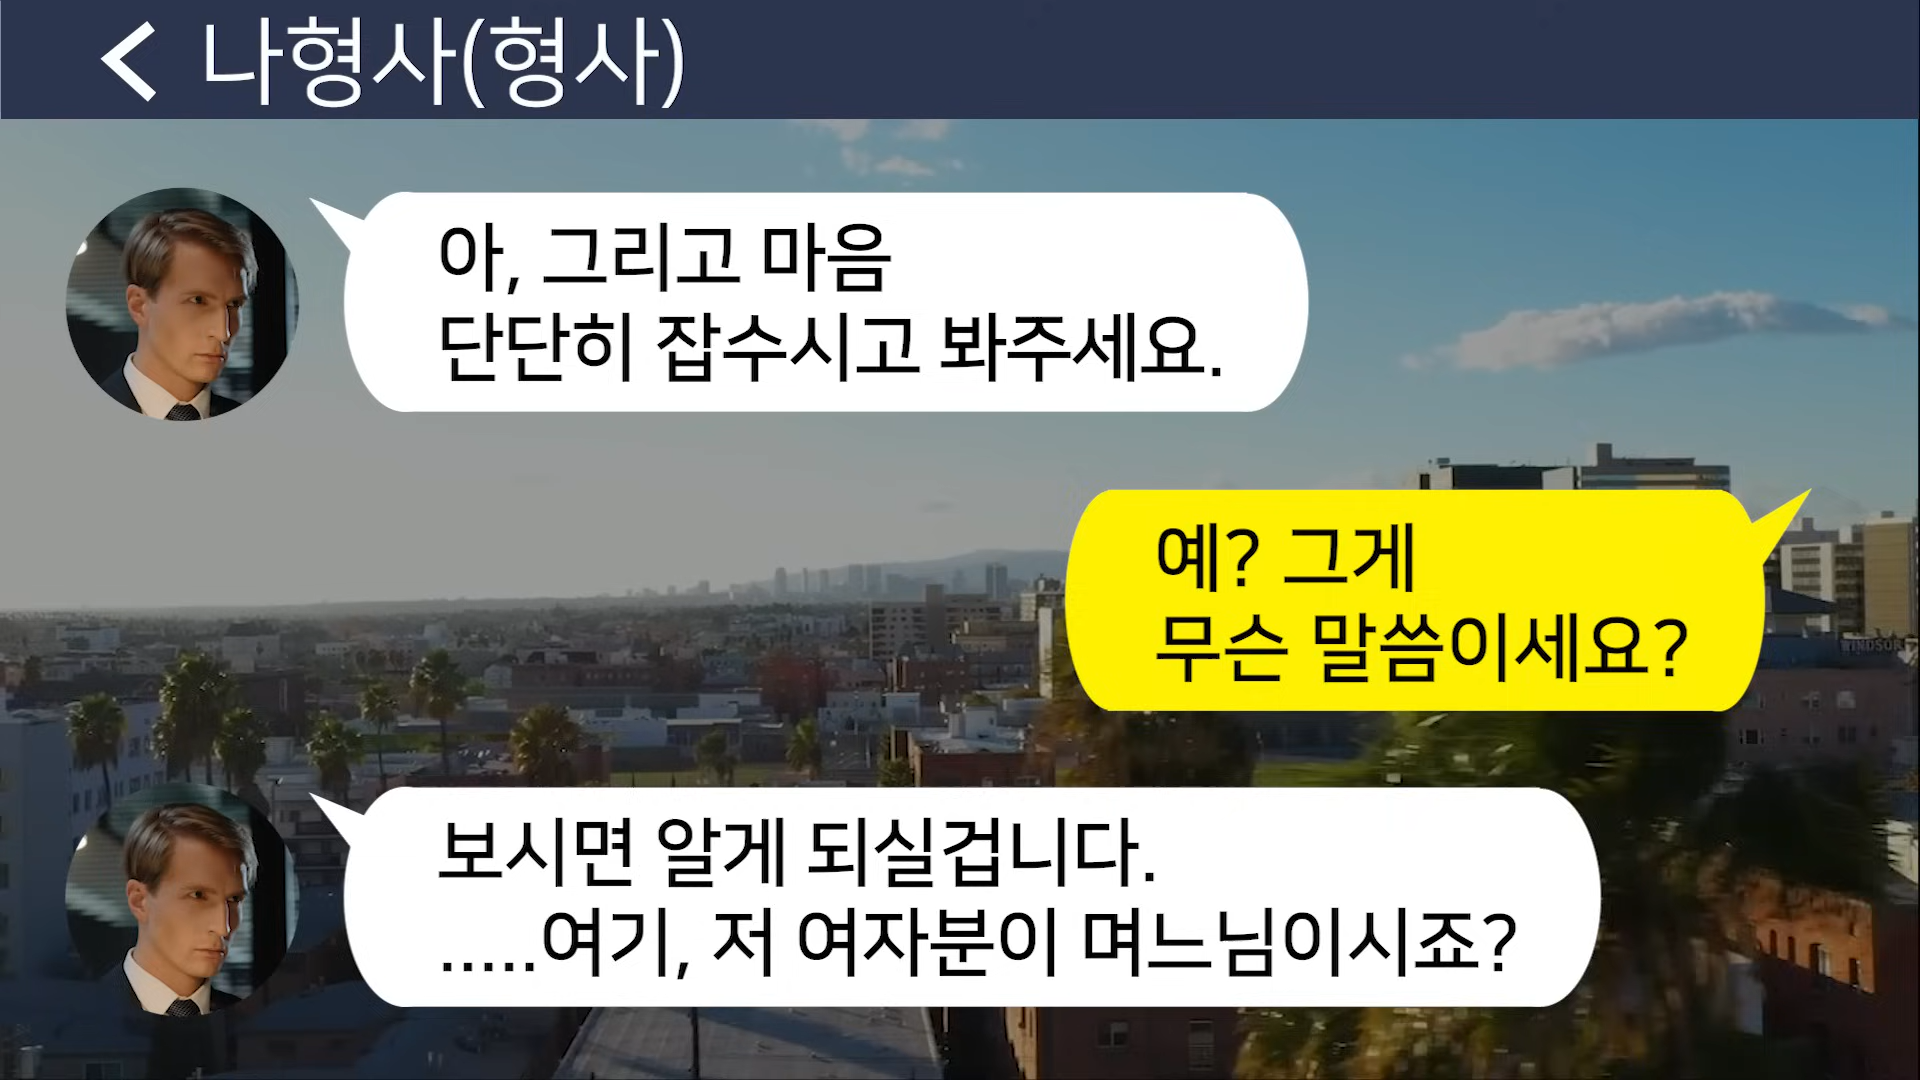 나형사(형사)
아, 그리고 마음
단단히 잡수시고 봐주세요.
예? 그게
무슨 말씀이세요?
보시면 알게 되실겁니다.
.....여기, 저 여자분이 며느님이시죠?
WINDSOR